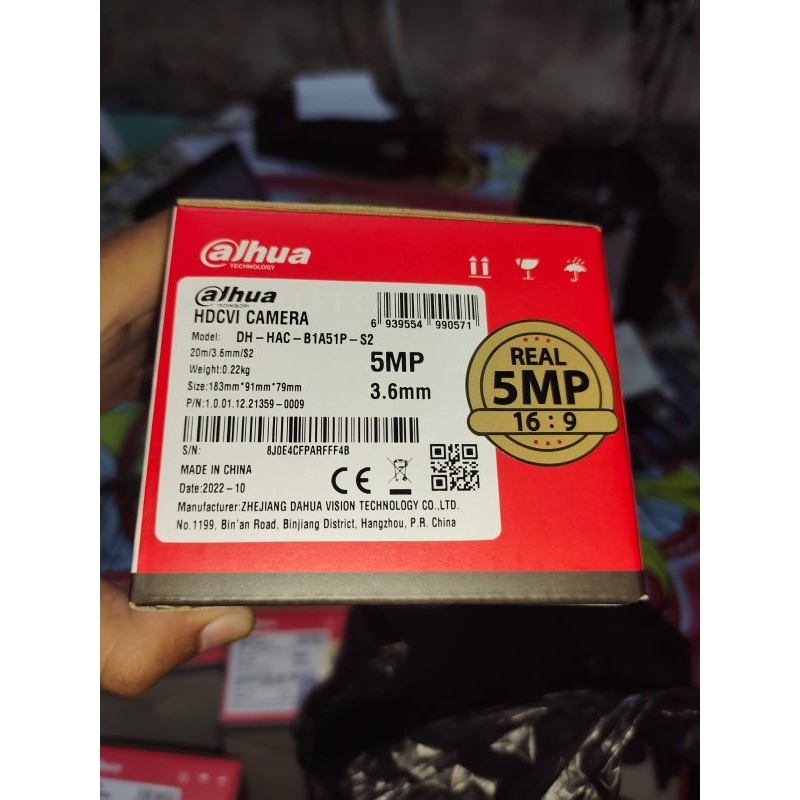 alhua
TECHNOLOGY
alhua
TECHNOLOGY
HDCVI CAMERA
6 939554 990571
Model: DH-HAC-B1A51P-S2
20m/3.6mm/S2
5MP
Weight:0.22kg
3.6mm
Size:183mm*91mm*79mm
P/N:1.0.01.12.21359-0009
S/N: 8J0E4CFPARFFF4B
MADE IN CHINA
CE
Date:2022-10
Manufacturer:ZHEJIANG DAHUA VISION TECHNOLOGY CO.,LTD.
No.1199, Bin'an Road, Binjiang District, Hangzhou, P.R. China
REAL
5MP
16:9